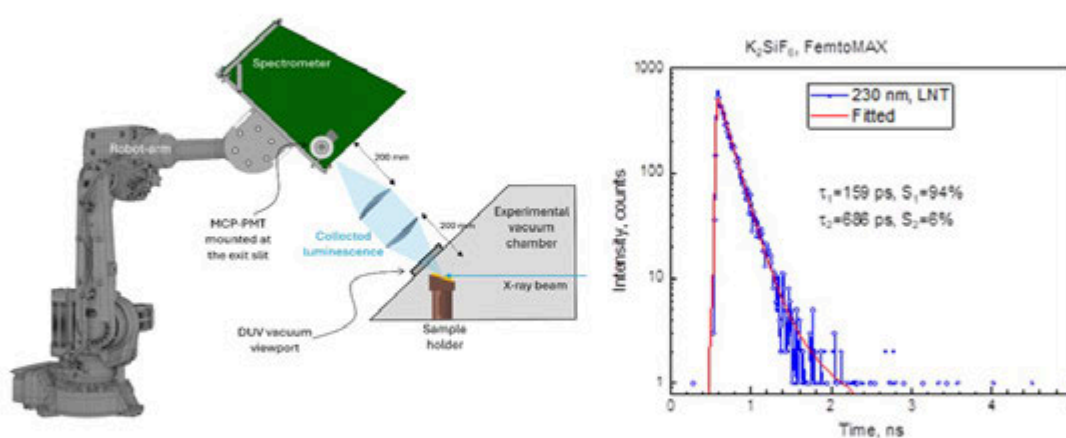 Spectrometer
Robot-arm
200 mm
MCP-PMT
mounted at
the exit slit
Collected
luminescence
200 mm
Experimental
vacuum
chamber
X-ray beam
DUV vacuum
viewport
Sample
holder
K₂SiF₆, FemtoMAX
230 nm, LNT
Fitted
τ₁=159 ps, S₁=94%
τ₂=686 ps, S₂=6%
Intensity, counts
1000
100
10
1
0 1 2 3 4
Time, ns